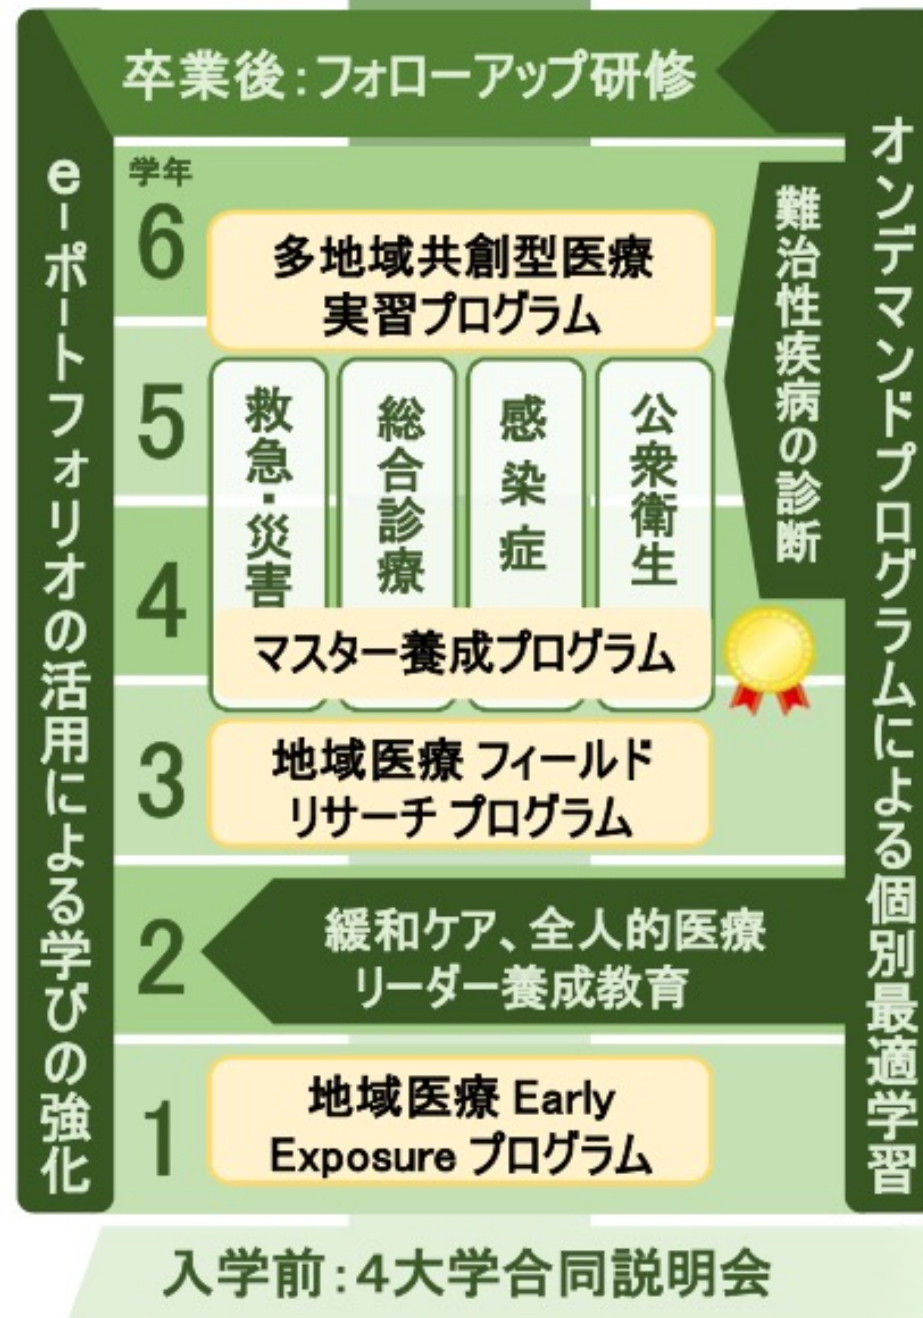 卒業後:フォローアップ研修
e-ポートフォリオの活用による学びの強化
オンデマンドプログラムによる個別最適学習
学年
6
多地域共創型医療
実習プログラム
難治性疾病の診断
5
救急・災害
総合診療
感染症
公衆衛生
4
マスター養成プログラム
3
地域医療 フィールド
リサーチ プログラム
2
緩和ケア、全人的医療
リーダー養成教育
1
地域医療 Early
Exposure プログラム
入学前:4大学合同説明会